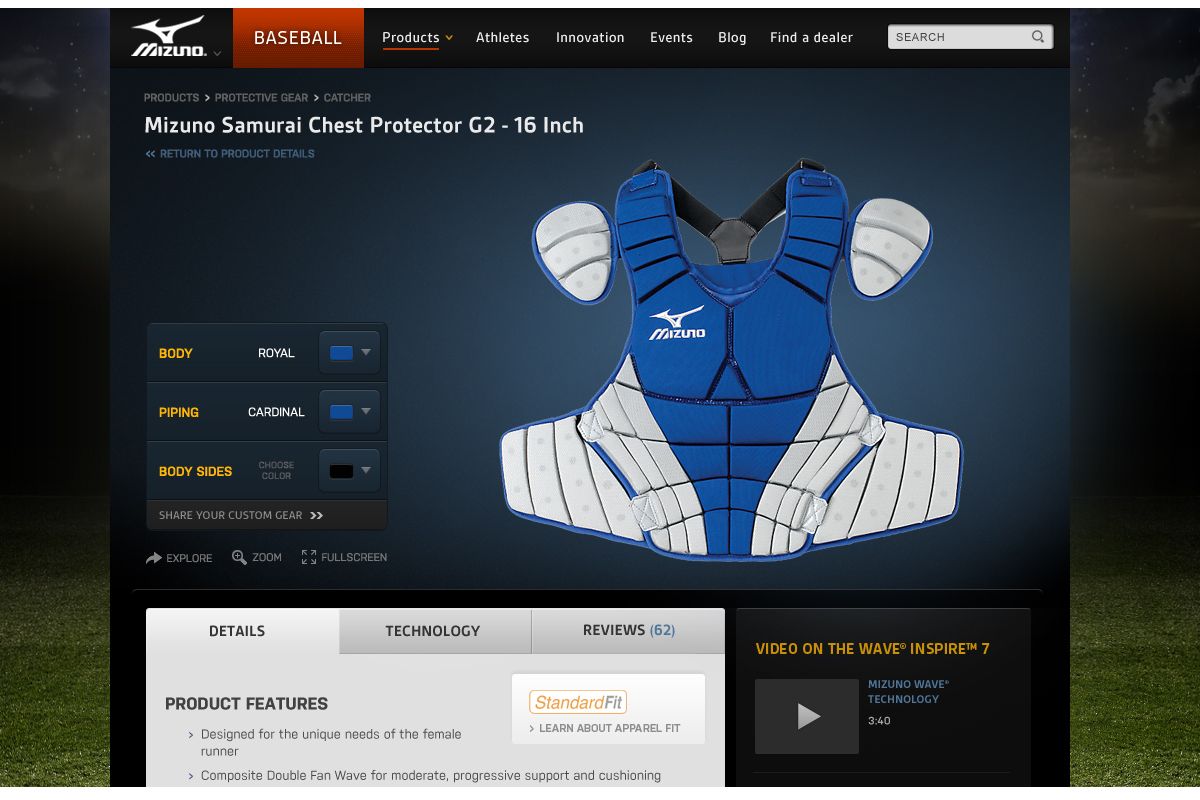 MIZUNO.
BASEBALL
Products
Athletes
Innovation
Events
Blog
Find a dealer
SEARCH
PRODUCTS > PROTECTIVE GEAR > CATCHER
Mizuno Samurai Chest Protector G2 - 16 Inch
« RETURN TO PRODUCT DETAILS
MIZUNO
BODY
ROYAL
PIPING
CARDINAL
BODY SIDES
CHOOSE
COLOR
SHARE YOUR CUSTOM GEAR »
EXPLORE
ZOOM
FULLSCREEN
DETAILS
TECHNOLOGY
REVIEWS (62)
PRODUCT FEATURES
› Designed for the unique needs of the female
runner
› Composite Double Fan Wave for moderate, progressive support and cushioning
StandardFit
› LEARN ABOUT APPAREL FIT
VIDEO ON THE WAVE® INSPIRE™ 7
MIZUNO WAVE®
TECHNOLOGY
3:40